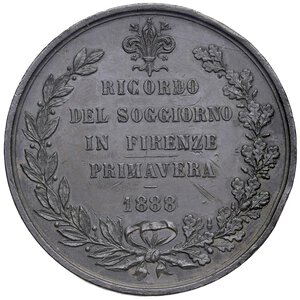 RICORDO
DEL SOGGIORNO
IN FIRENZE
PRIMAVERA
1888